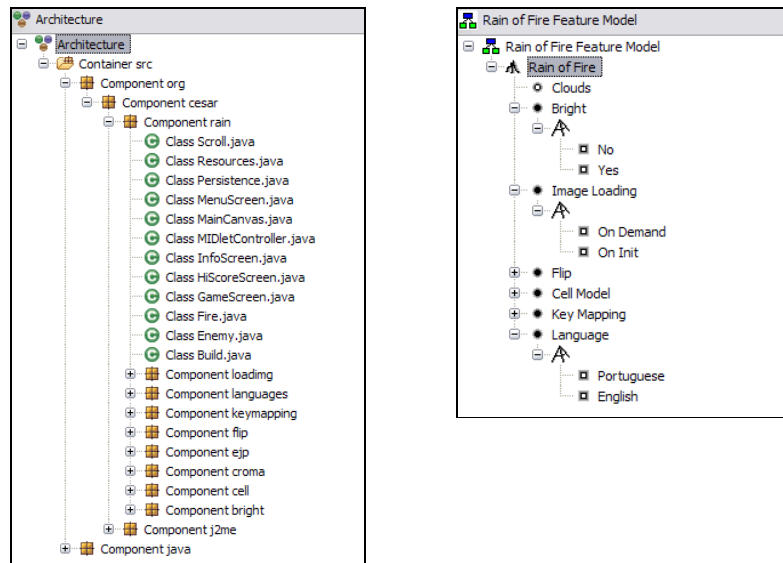 Architecture
Architecture
Container src
Component org
Component cesar
Component rain
Class Scroll.java
Class Resources.java
Class Persistence.java
Class MenuScreen.java
Class MainCanvas.java
Class MIDletController.java
Class InfoScreen.java
Class HiScoreScreen.java
Class GameScreen.java
Class Fire.java
Class Enemy.java
Class Build.java
Component loadimg
Component languages
Component keymapping
Component flip
Component ejp
Component croma
Component cell
Component bright
Component j2me
Component java
Rain of Fire Feature Model
Rain of Fire Feature Model
Rain of Fire
Clouds
Bright
No
Yes
Image Loading
On Demand
On Init
Flip
Cell Model
Key Mapping
Language
Portuguese
English